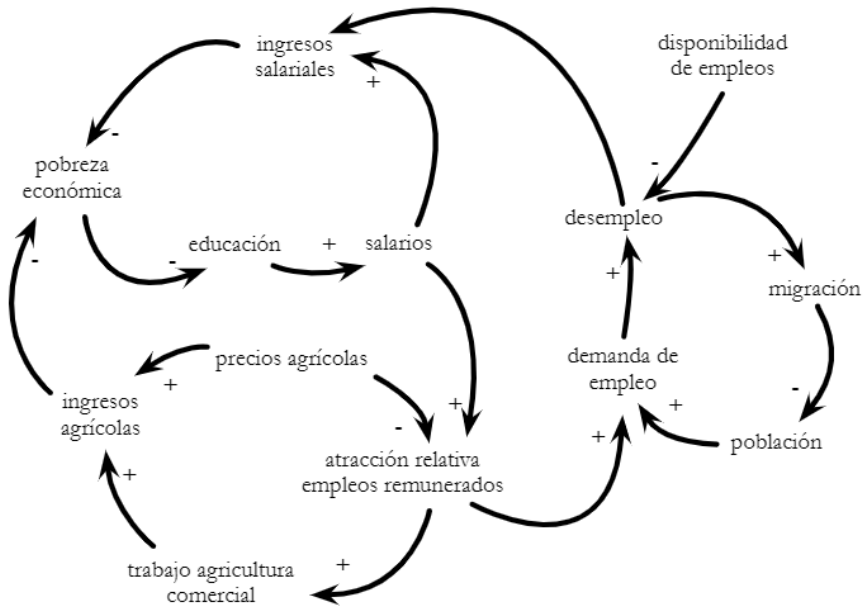 ingresos
salariales
+
disponibilidad
de empleos
-
pobreza
económica
-
desempleo
educación
+
salarios
-
-
+
+
migración
precios agrícolas
+
demanda de
empleo
-
ingresos
agrícolas
-
+
+
+
población
atracción relativa
empleos remunerados
+
+
trabajo agricultura
comercial